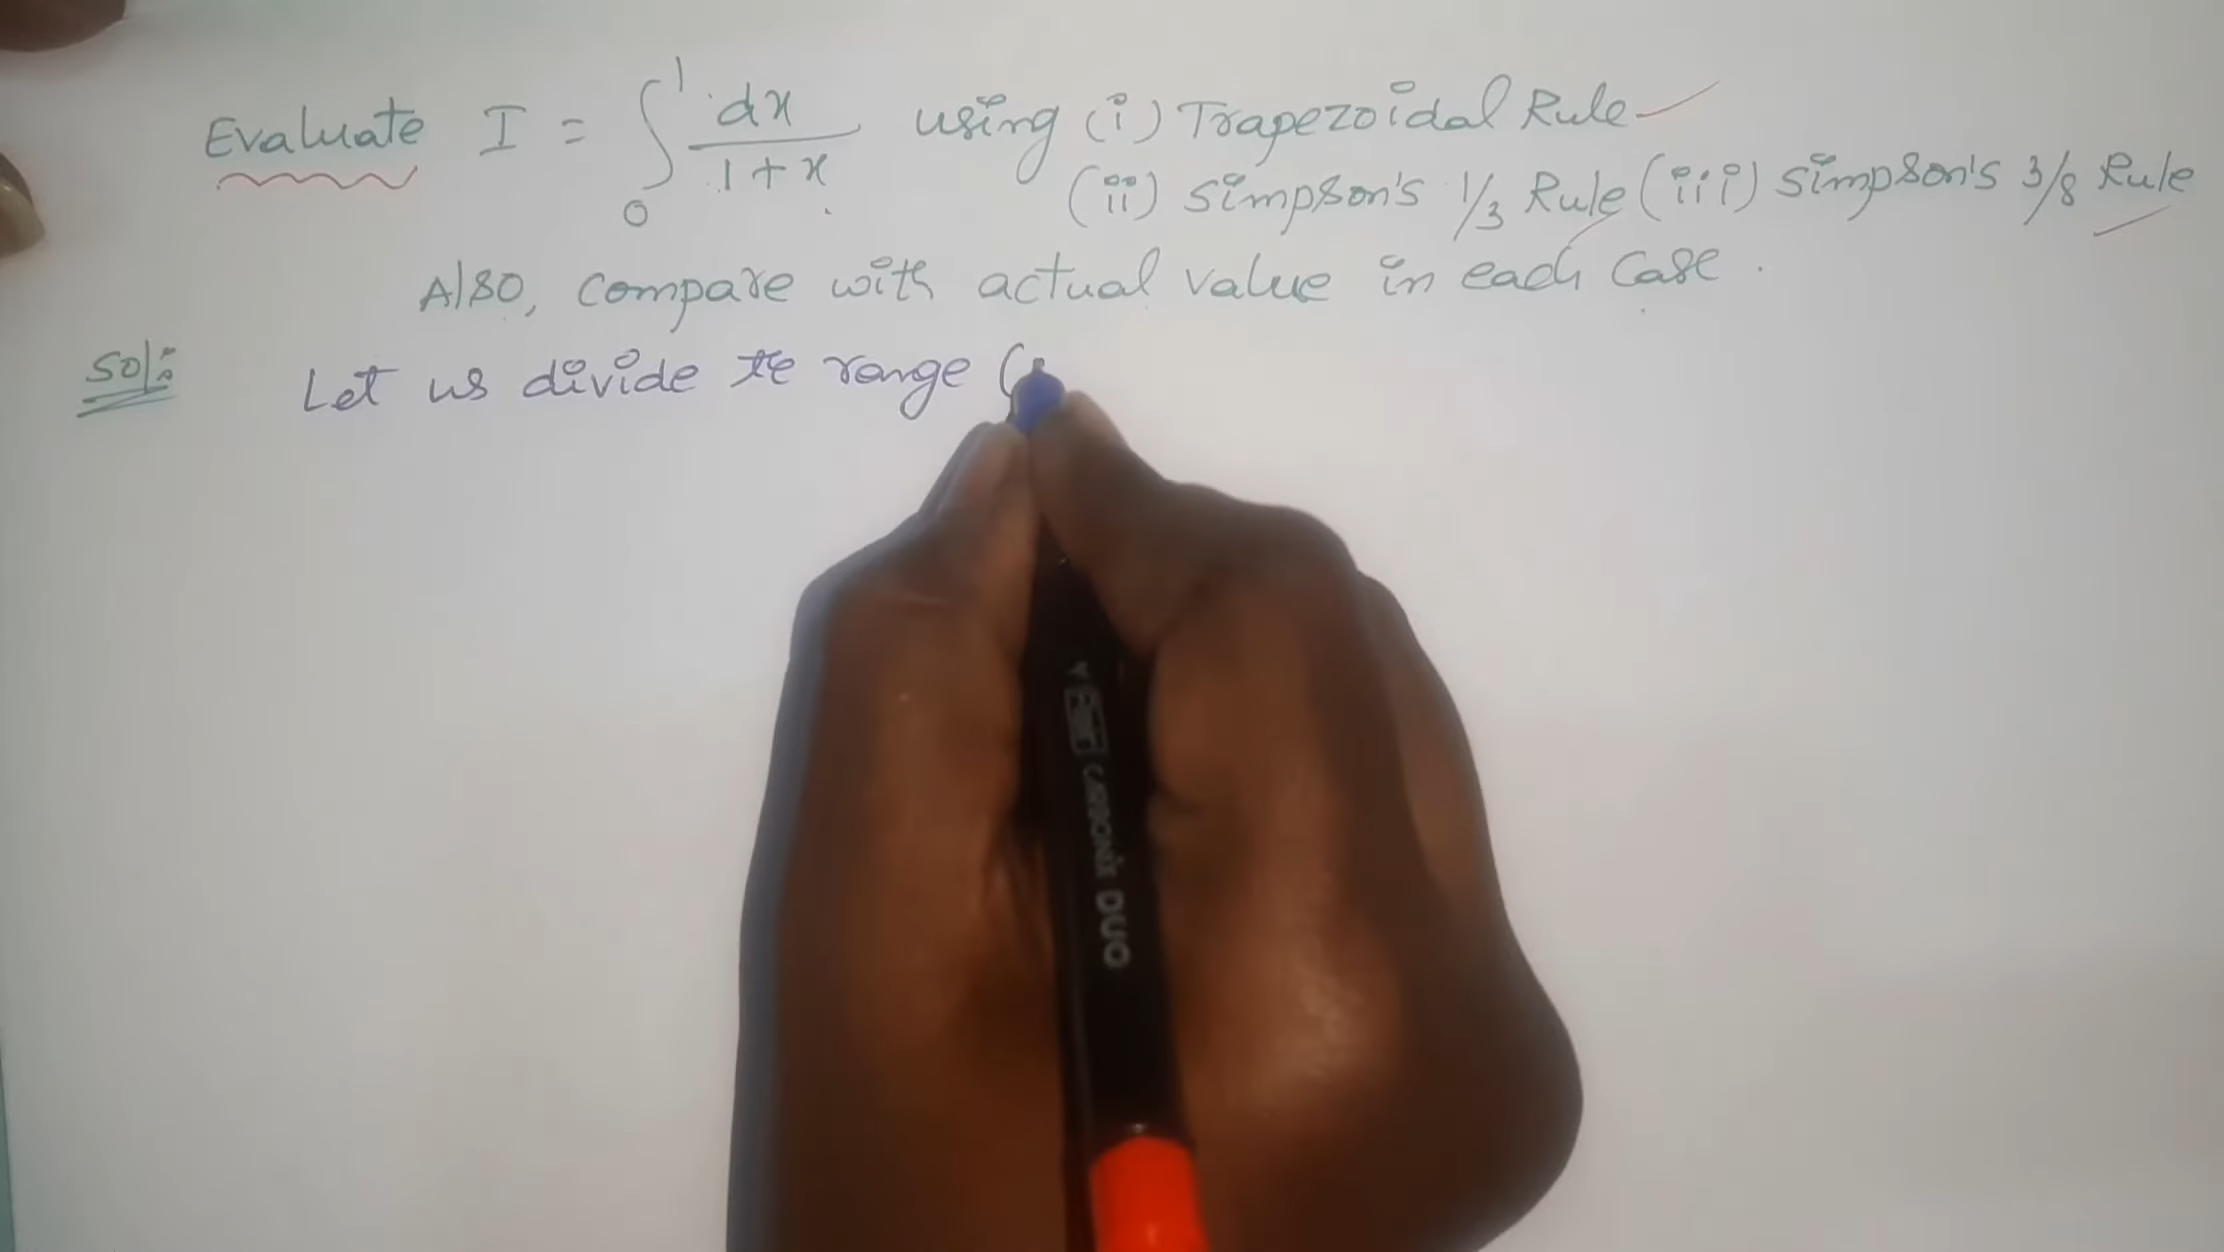 Evaluate I = ∫₀¹ dx/(1+x) using (i) Trapezoidal Rule
(ii) Simpson's 1/3 Rule (iii) Simpson's 3/8 Rule
Also, compare with actual value in each case.
Sol:
Let us divide the range (
CARBONIX DUO